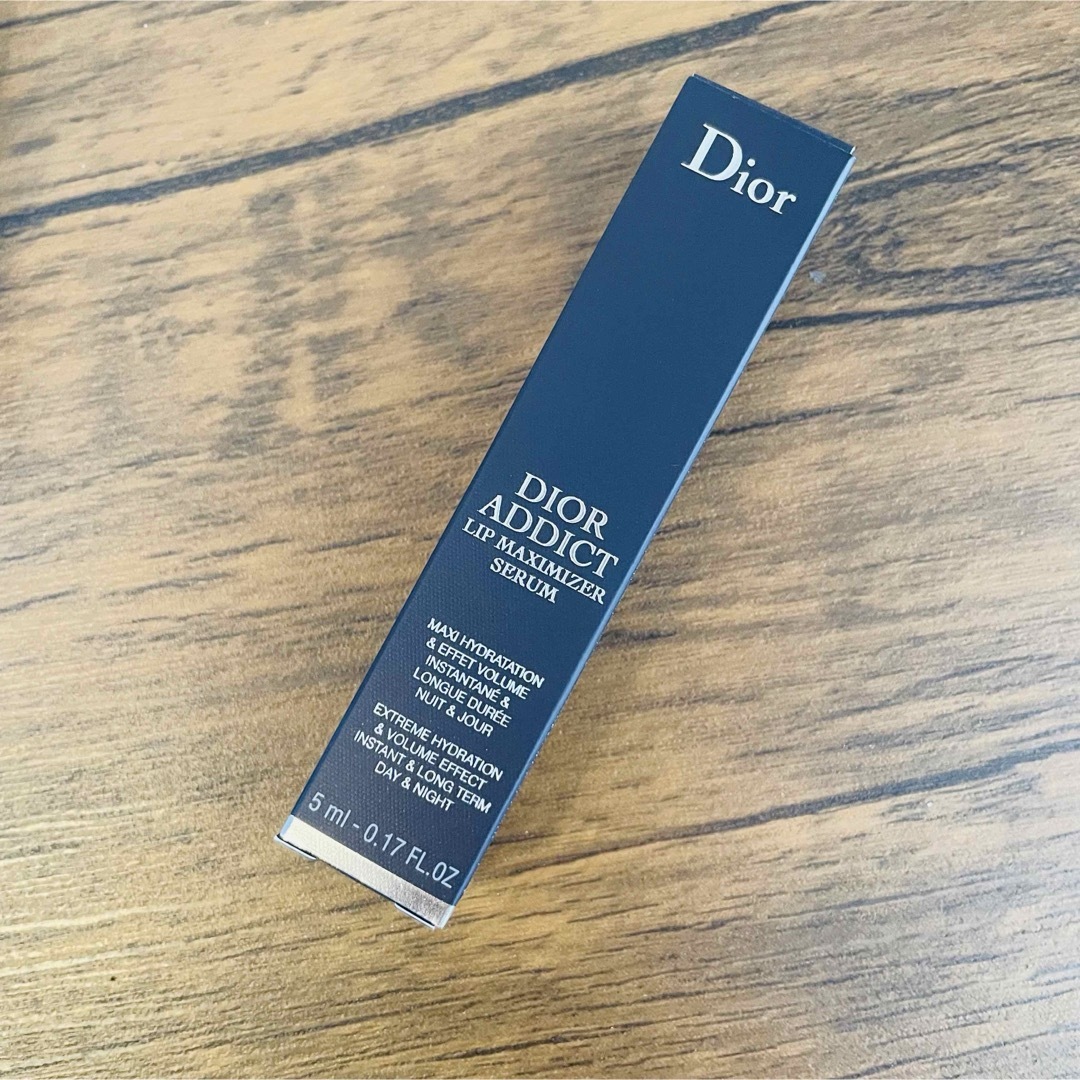 Dior
DIOR
ADDICT
LIP MAXIMIZER
SERUM
MAXI HYDRATATION
& EFFET VOLUME
INSTANTANÉ &
LONGUE DURÉE
NUIT & JOUR
EXTREME HYDRATION
& VOLUME EFFECT
INSTANT & LONG TERM
DAY & NIGHT
5 ml - 0.17 FL.OZ